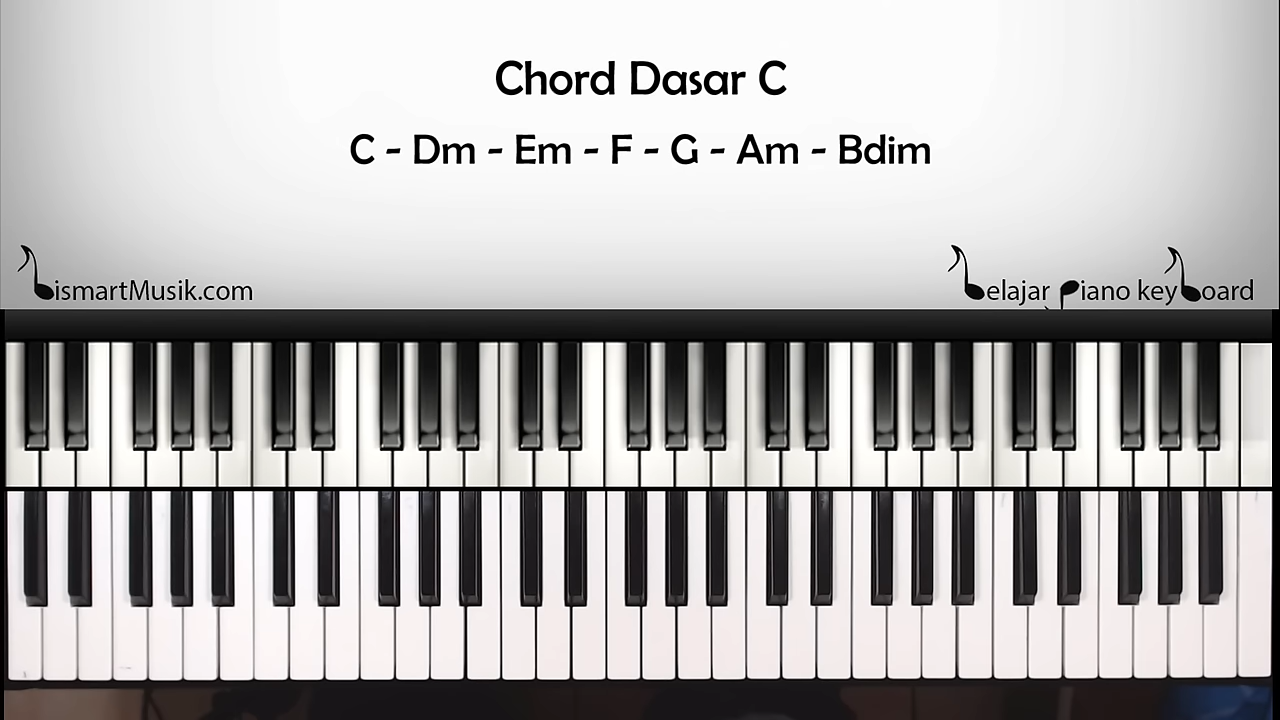 Chord Dasar C
C - Dm - Em - F - G - Am - Bdim
bismartMusik.com
belajar piano keyboard